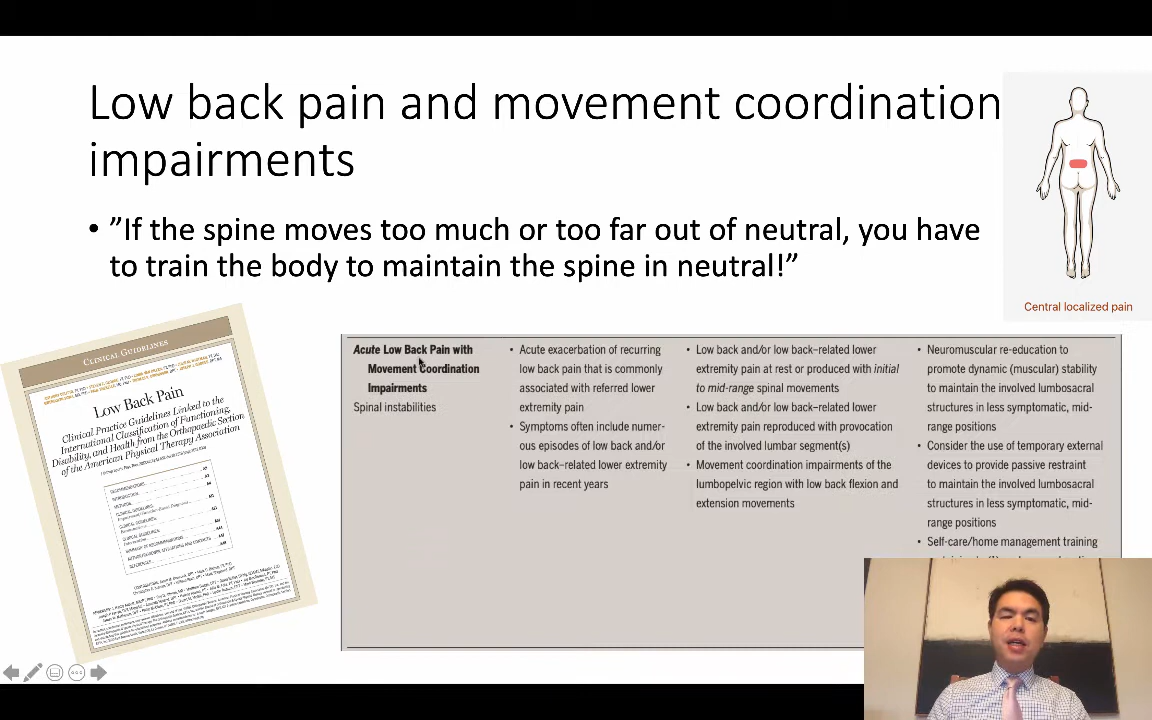 Low back pain and movement coordination
impairments
• ”If the spine moves too much or too far out of neutral, you have
to train the body to maintain the spine in neutral!”
Central localized pain
CLINICAL GUIDELINES
Low Back Pain
Clinical Practice Guidelines Linked to the
International Classification of Functioning,
Disability, and Health from the Orthopaedic Section
of the American Physical Therapy Association
Acute Low Back Pain with
Movement Coordination
Impairments
Spinal instabilities
• Acute exacerbation of recurring
low back pain that is commonly
associated with referred lower
extremity pain
• Symptoms often include numer-
ous episodes of low back and/or
low back–related lower extremity
pain in recent years
• Low back and/or low back–related lower
extremity pain at rest or produced with initial
to mid-range spinal movements
• Low back and/or low back–related lower
extremity pain reproduced with provocation
of the involved lumbar segment(s)
• Movement coordination impairments of the
lumbopelvic region with low back flexion and
extension movements
• Neuromuscular re-education to
promote dynamic (muscular) stability
to maintain the involved lumbosacral
structures in less symptomatic, mid-
range positions
• Consider the use of temporary external
devices to provide passive restraint
to maintain the involved lumbosacral
structures in less symptomatic, mid-
range positions
• Self-care/home management training